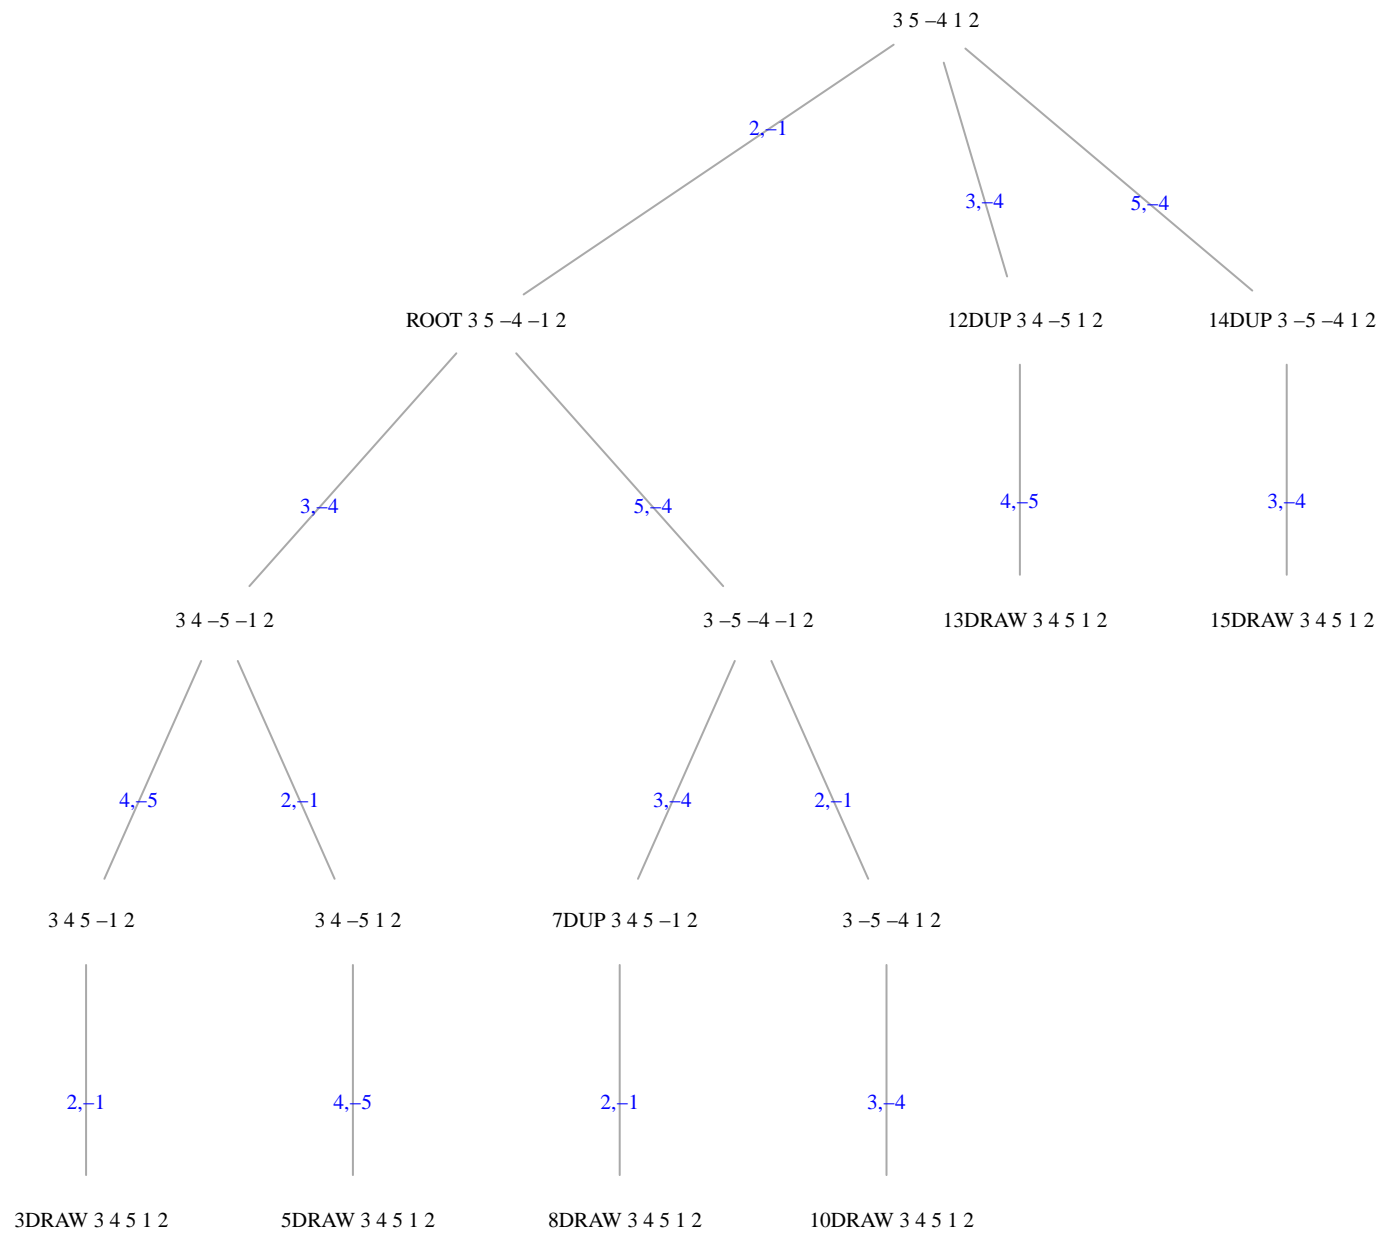 3 5 –4 1 2
2,–1
3,–4
5,–4
ROOT 3 5 –4 –1 2
12DUP 3 4 –5 1 2
14DUP 3 –5 –4 1 2
3,–4
5,–4
4,–5
3,–4
3 4 –5 –1 2
3 –5 –4 –1 2
13DRAW 3 4 5 1 2
15DRAW 3 4 5 1 2
4,–5
2,–1
3,–4
2,–1
3 4 5 –1 2
3 4 –5 1 2
7DUP 3 4 5 –1 2
3 –5 –4 1 2
2,–1
4,–5
2,–1
3,–4
3DRAW 3 4 5 1 2
5DRAW 3 4 5 1 2
8DRAW 3 4 5 1 2
10DRAW 3 4 5 1 2